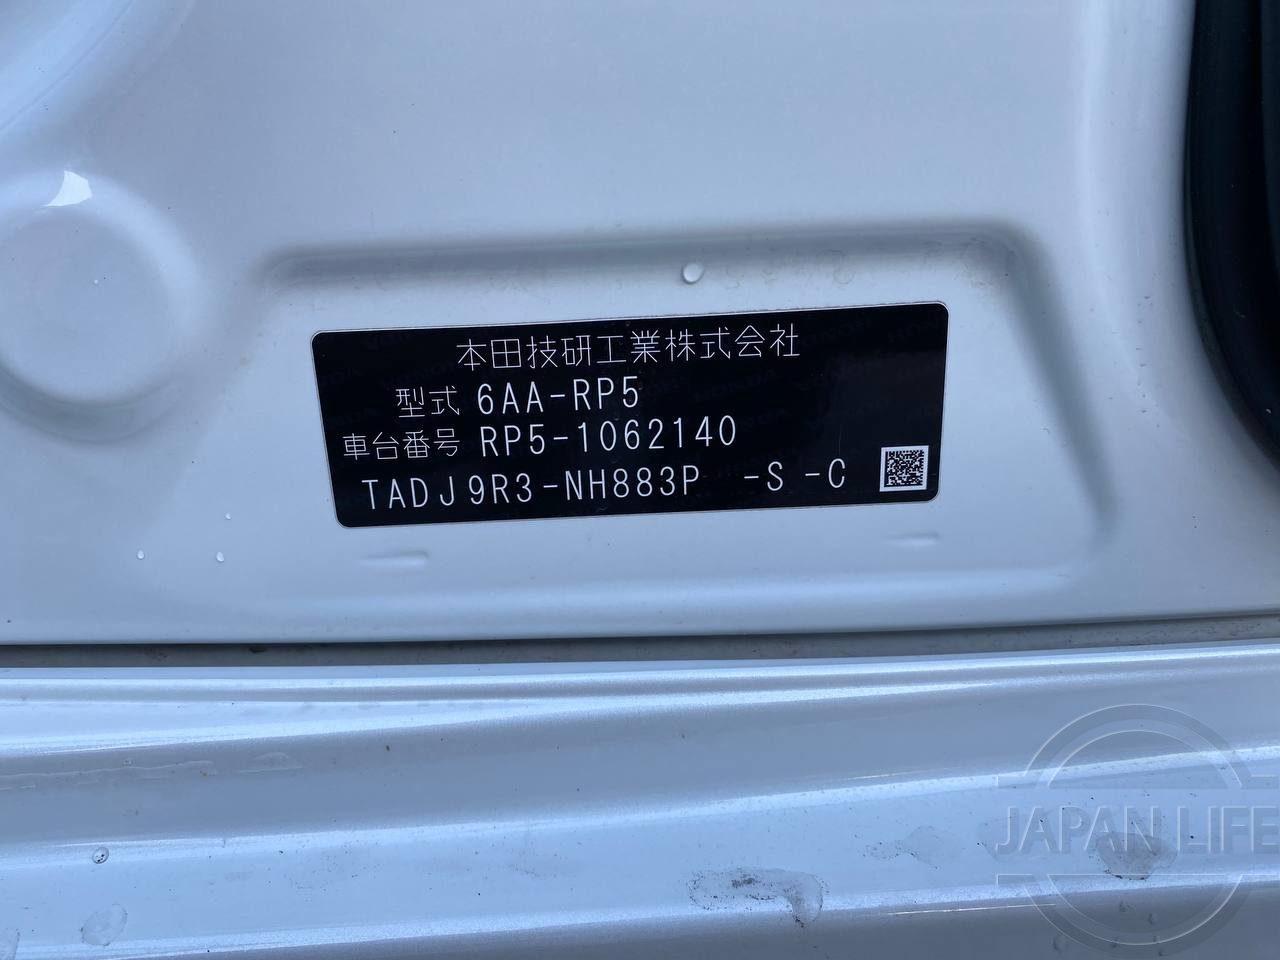 本田技研工業株式会社
型式 6AA-RP5
車台番号 RP5-1062140
TADJ9R3-NH883P -S -C
JAPAN LIFE